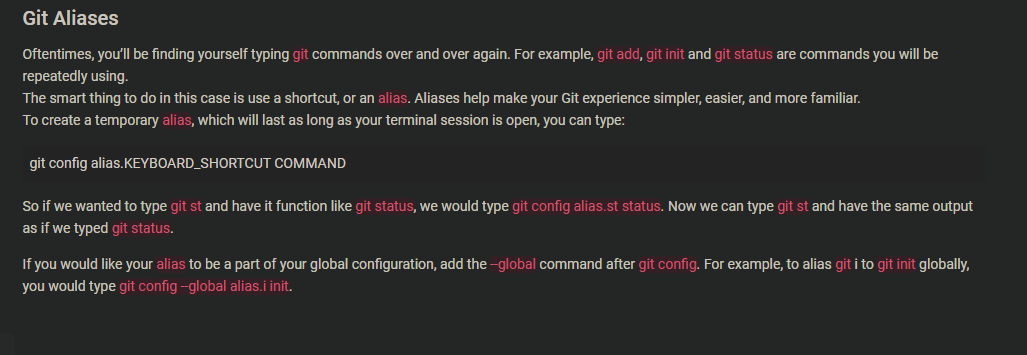 Git Aliases
Oftentimes, you’ll be finding yourself typing git commands over and over again. For example, git add, git init and git status are commands you will be
repeatedly using.
The smart thing to do in this case is use a shortcut, or an alias. Aliases help make your Git experience simpler, easier, and more familiar.
To create a temporary alias, which will last as long as your terminal session is open, you can type:
git config alias.KEYBOARD_SHORTCUT COMMAND
So if we wanted to type git st and have it function like git status, we would type git config alias.st status. Now we can type git st and have the same output
as if we typed git status.
If you would like your alias to be a part of your global configuration, add the --global command after git config. For example, to alias git i to git init globally,
you would type git config --global alias.i init.